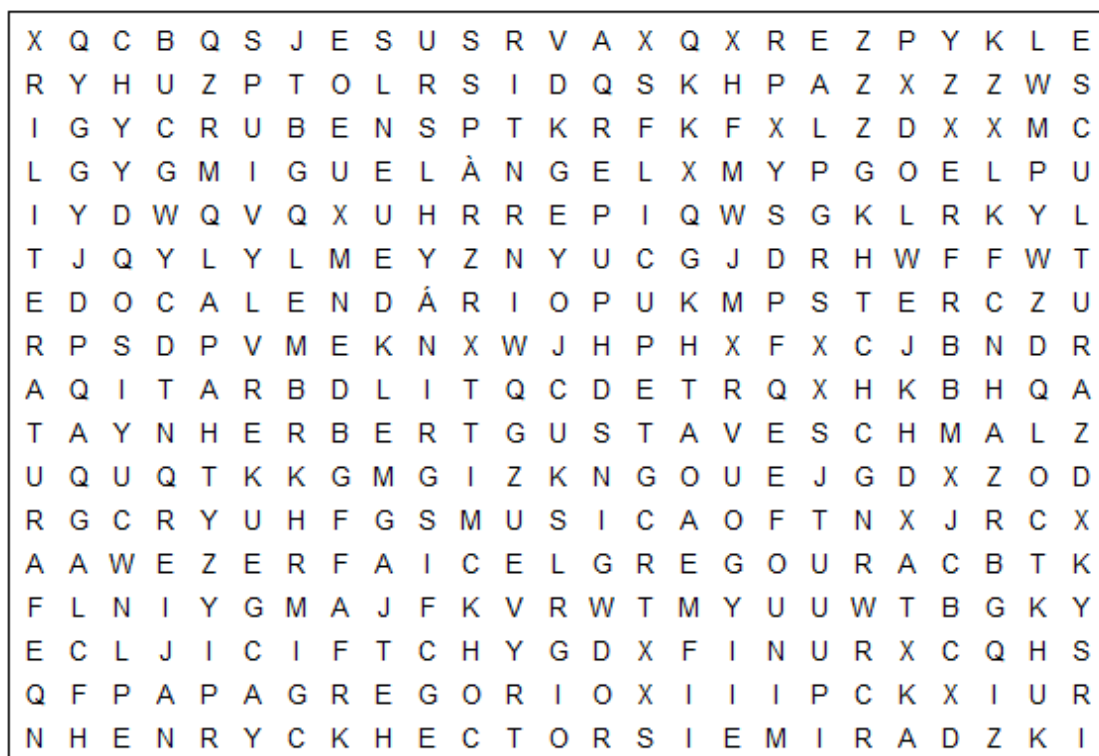 X Q C B Q S J E S U S R V A X Q X R E Z P Y K L E
R Y H U Z P T O L R S I D Q S K H P A Z X Z Z W S
I G Y C R U B E N S P T K R F K F X L Z D X X M C
L G Y G M I G U E L À N G E L X M Y P G O E L P U
I Y D W Q V Q X U H R R E P I Q W S G K L R K Y L
T J Q Y L Y L M E Y Z N Y U C G J D R H W F F W T
E D O C A L E N D Á R I O P U K M P S T E R C Z U
R P S D P V M E K N X W J H P H X F X C J B N D R
A Q I T A R B D L I T Q C D E T R Q X H K B H Q A
T A Y N H E R B E R T G U S T A V E S C H M A L Z
U Q U Q T K K G M G I Z K N G O U E J G D X Z O D
R G C R Y U H F G S M U S I C A O F T N X J R C X
A A W E Z E R F A I C E L G R E G O U R A C B T K
F L N I Y G M A J F K V R W T M Y U U W T B G K Y
E C L J I C I F T C H Y G D X F I N U R X C Q H S
Q F P A P A G R E G O R I O X I I I P C K X I U R
N H E N R Y C K H E C T O R S I E M I R A D Z K I